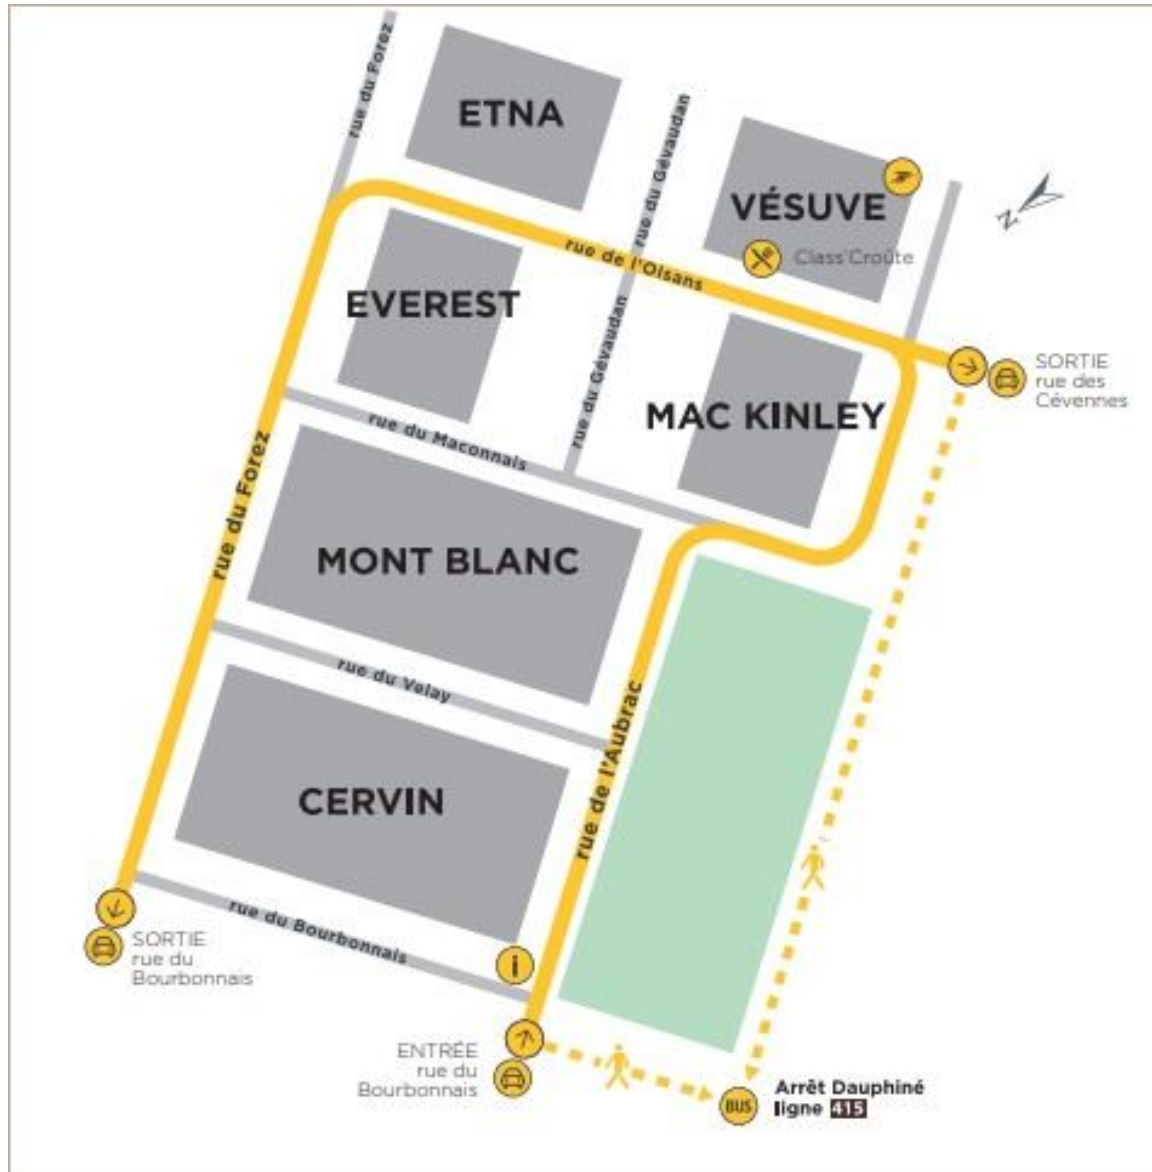 rue du Forez
ETNA
rue du Gévaudan
VÉSUVE
Class'Croûte
N
rue de l'Oisans
EVEREST
rue du Gévaudan
MAC KINLEY
SORTIE
rue des
Cévennes
rue du Maconnais
rue du Forez
MONT BLANC
rue du Velay
rue de l'Aubrac
CERVIN
rue du Bourbonnais
i
SORTIE
rue du
Bourbonnais
ENTRÉE
rue du
Bourbonnais
BUS
Arrêt Dauphiné
ligne 415